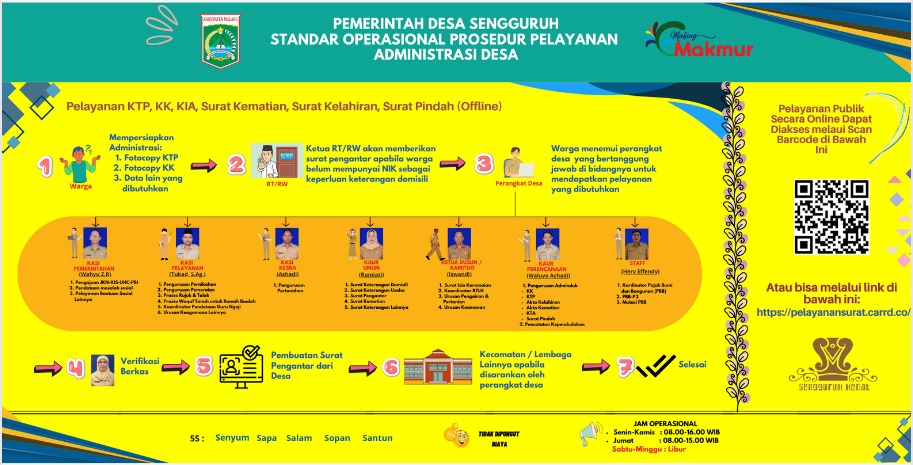 PEMERINTAH DESA SENGGURUH
STANDAR OPERASIONAL PROSEDUR PELAYANAN
ADMINISTRASI DESA
KABUPATEN MALANG
Malang
Makmur
Pelayanan KTP, KK, KIA, Surat Kematian, Surat Kelahiran, Surat Pindah (Offline)
1
Warga
Mempersiapkan
Administrasi:
1. Fotocopy KTP
2. Fotocopy KK
3. Data lain yang
dibutuhkan
2
RT/RW
Ketua RT/RW akan memberikan
surat pengantar apabila warga
belum mempunyai NIK sebagai
keperluan keterangan domisili
3
Perangkat Desa
Warga menemui perangkat
desa yang bertanggung
jawab di bidangnya untuk
mendapatkan pelayanan
yang dibutuhkan
KASI
PEMERINTAHAN
(Wahyu Z.R)
1. Pengajuan JKN-KIS-UHC-PBI
2. Pendataan masalah sosial
3. Pelayanan Bantuan Sosial
Lainnya
KASI
PELAYANAN
(Tukad, S.Ag.)
1. Pengurusan Pernikahan
2. Pengurusan Perceraian
3. Proses Rujuk & Talak
4. Proses Waqaf Tanah untuk Rumah Ibadah
5. Koordinator Pendataan Guru Ngaji
6. Urusan Keagamaan Lainnya
KASI
KESRA
(Ashadi)
1. Pengurusan
Pertanahan
KAUR
UMUM
(Rumiasi)
1. Surat Keterangan Domisili
2. Surat Keterangan Usaha
3. Surat Pengantar
4. Surat Kematian
5. Surat Keterangan Lainnya
KETUA DUSUN /
KAMITUO
(Iswandi)
1. Surat Izin Keramaian
2. Koordinator RTLH
3. Urusan Pengairan &
4. Urusan Keamanan
KAUR
PERENCANAAN
(Waluyo Achadi)
1. Pengurusan Adminduk
- KK
- KTP
- Akta Kelahiran
- Akta Kematian
- KTA
- Surat Pindah
2. Pencatatan Kependudukan
STAFF
(Hery Effendy)
1. Kordinator Pajak Bumi
dan Bangunan (PBB)
2. PBB-P2
3. Mutasi PBB
4
Verifikasi
Berkas
5
Pembuatan Surat
Pengantar dari
Desa
6
Kecamatan / Lembaga
Lainnya apabila
disarankan oleh
perangkat desa
7
Selesai
5S : Senyum Sapa Salam Sopan Santun
TIDAK DIPUNGUT
BIAYA
JAM OPERASIONAL
• Senin-Kamis : 08.00-16.00 WIB
• Jumat : 08.00-15.00 WIB
Sabtu-Minggu : Libur
Pelayanan Publik
Secara Online Dapat
Diakses melaui Scan
Barcode di Bawah
Ini
Atau bisa melalui link di
bawah ini:
https://pelayanansurat.carrd.co/
SENGGURUH HEBAT